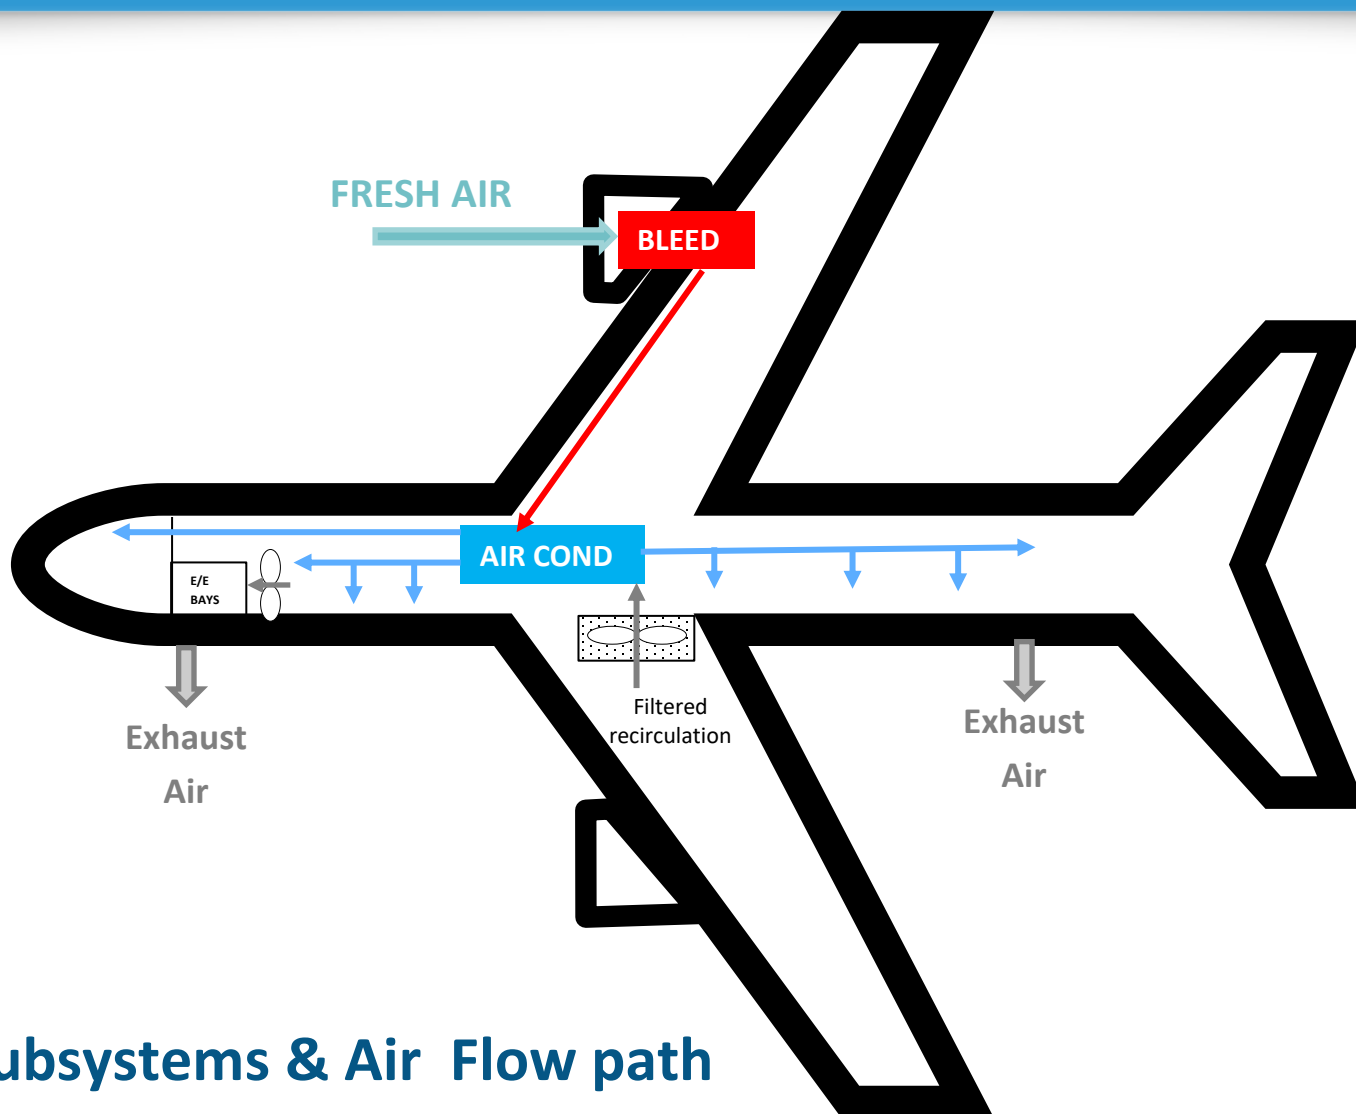 FRESH AIR
BLEED
AIR COND
E/E
BAYS
Filtered
recirculation
Exhaust
Air
Exhaust
Air
ubsystems & Air Flow path